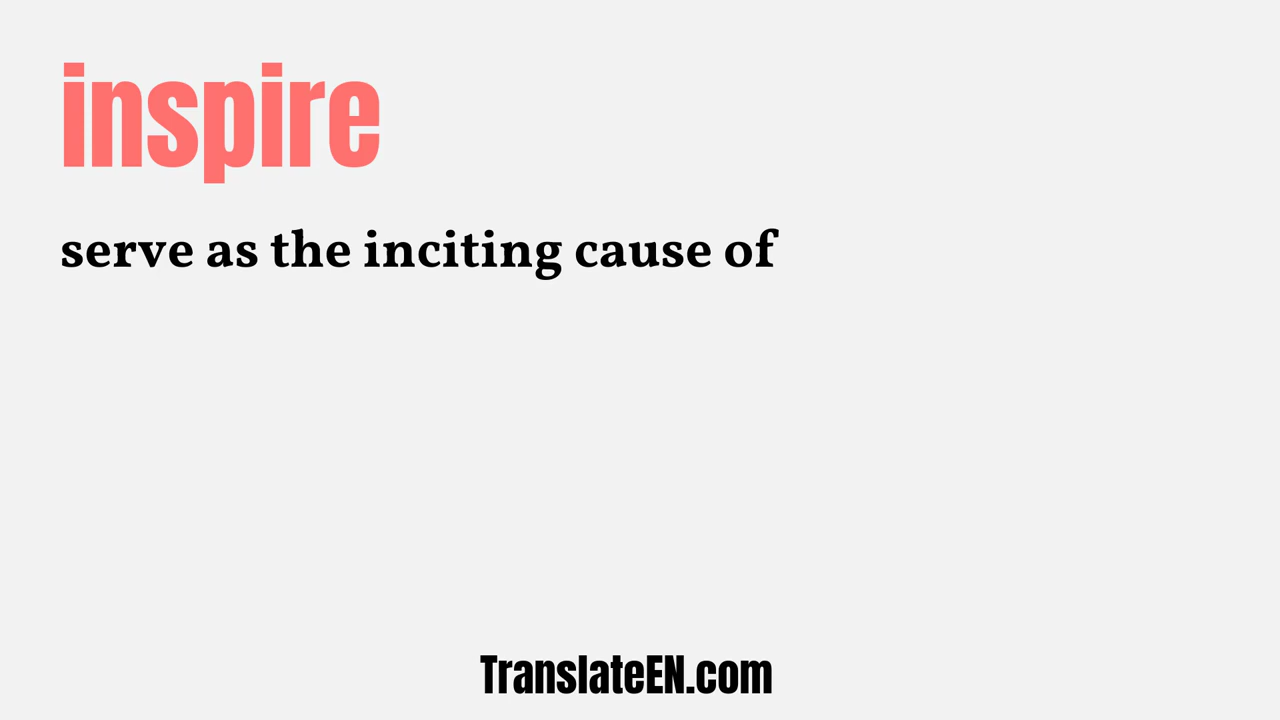 inspire
serve as the inciting cause of
TranslateEN.com